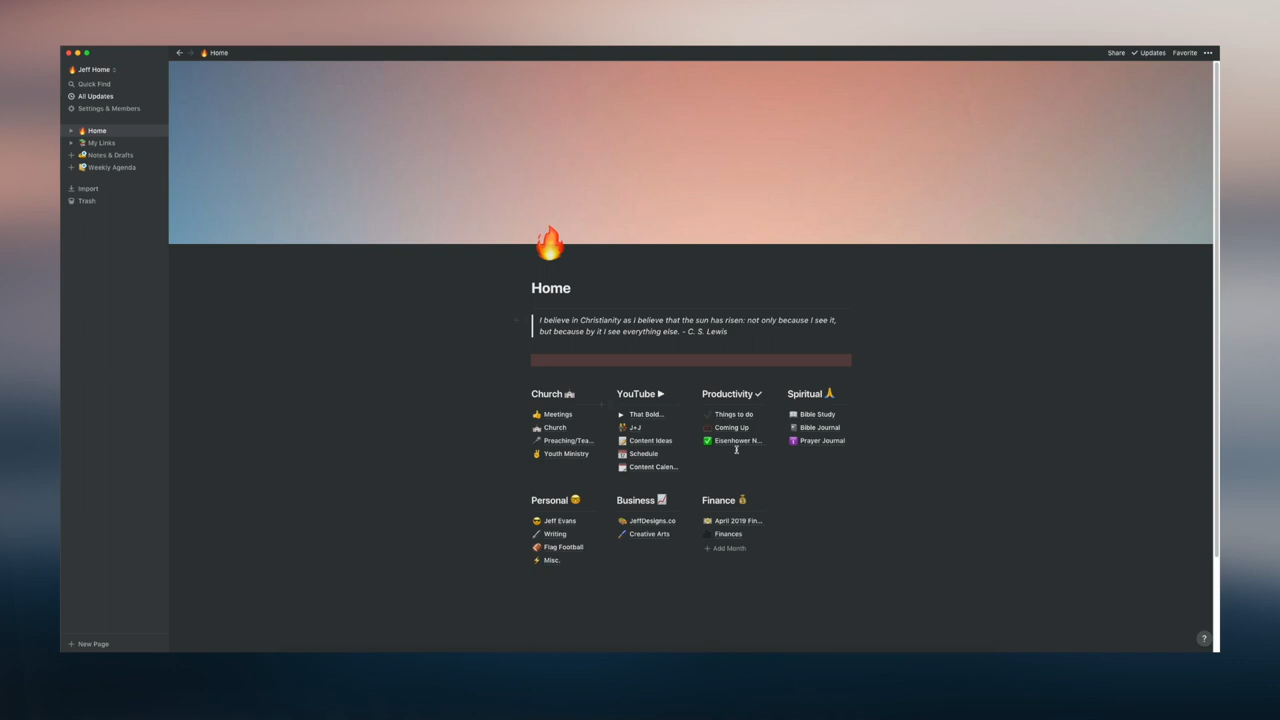 Home
Share
Updates
Favorite
Jeff Home
Quick Find
All Updates
Settings & Members
Home
My Links
Notes & Drafts
Weekly Agenda
Import
Trash
New Page
Home
I believe in Christianity as I believe that the sun has risen: not only because I see it,
but because by it I see everything else. - C. S. Lewis
Church
Meetings
Church
Preaching/Tea...
Youth Ministry
YouTube
That Bold...
J+J
Content Ideas
Schedule
Content Calen...
Productivity
Things to do
Coming Up
Eisenhower N...
Spiritual
Bible Study
Bible Journal
Prayer Journal
Personal
Jeff Evans
Writing
Flag Football
Misc.
Business
JeffDesigns.co
Creative Arts
Finance
April 2019 Fin...
Finances
Add Month
?